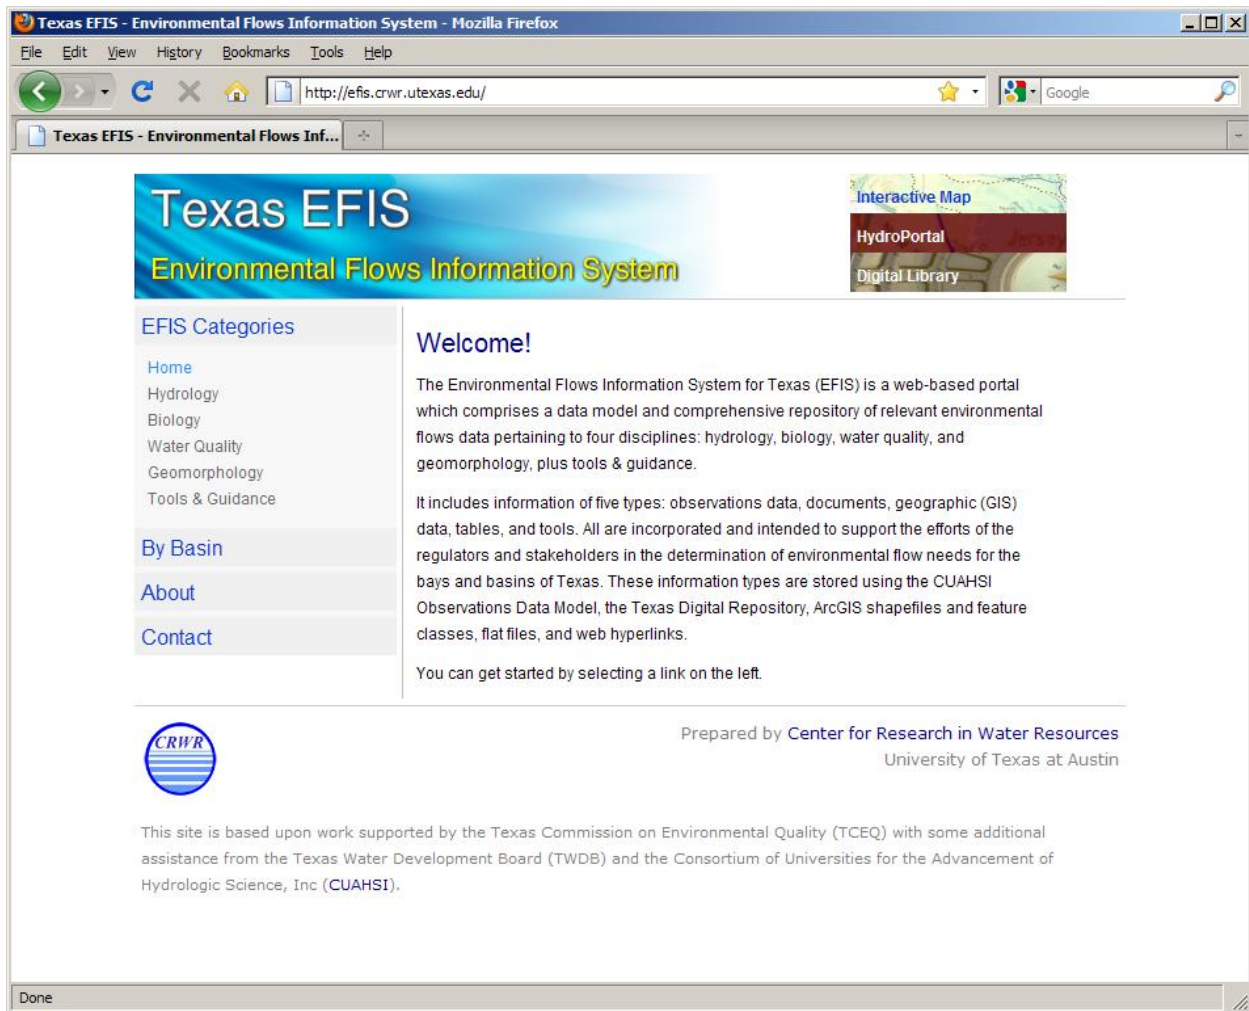 Texas EFIS - Environmental Flows Information System - Mozilla Firefox
File Edit View History Bookmarks Tools Help
http://efis.crwr.utexas.edu/
Google
Texas EFIS - Environmental Flows Inf...
Texas EFIS
Environmental Flows Information System
Interactive Map
HydroPortal
Digital Library
EFIS Categories
Home
Hydrology
Biology
Water Quality
Geomorphology
Tools & Guidance
By Basin
About
Contact
Welcome!
The Environmental Flows Information System for Texas (EFIS) is a web-based portal
which comprises a data model and comprehensive repository of relevant environmental
flows data pertaining to four disciplines: hydrology, biology, water quality, and
geomorphology, plus tools & guidance.
It includes information of five types: observations data, documents, geographic (GIS)
data, tables, and tools. All are incorporated and intended to support the efforts of the
regulators and stakeholders in the determination of environmental flow needs for the
bays and basins of Texas. These information types are stored using the CUAHSI
Observations Data Model, the Texas Digital Repository, ArcGIS shapefiles and feature
classes, flat files, and web hyperlinks.
You can get started by selecting a link on the left.
CRWR
Prepared by Center for Research in Water Resources
University of Texas at Austin
This site is based upon work supported by the Texas Commission on Environmental Quality (TCEQ) with some additional
assistance from the Texas Water Development Board (TWDB) and the Consortium of Universities for the Advancement of
Hydrologic Science, Inc (CUAHSI).
Done